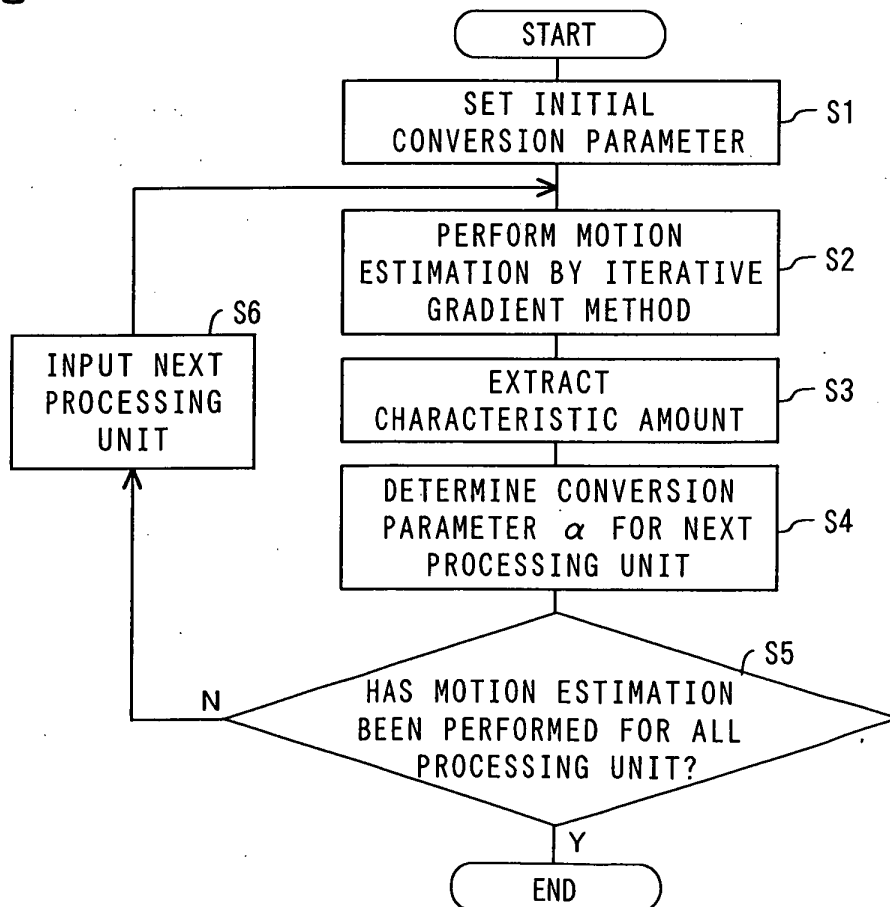 START
SET INITIAL
CONVERSION PARAMETER
S1
PERFORM MOTION
ESTIMATION BY ITERATIVE
GRADIENT METHOD
S2
S6
INPUT NEXT
PROCESSING
UNIT
EXTRACT
CHARACTERISTIC AMOUNT
S3
DETERMINE CONVERSION
PARAMETER α FOR NEXT
PROCESSING UNIT
S4
S5
HAS MOTION ESTIMATION
BEEN PERFORMED FOR ALL
PROCESSING UNIT?
N
Y
END